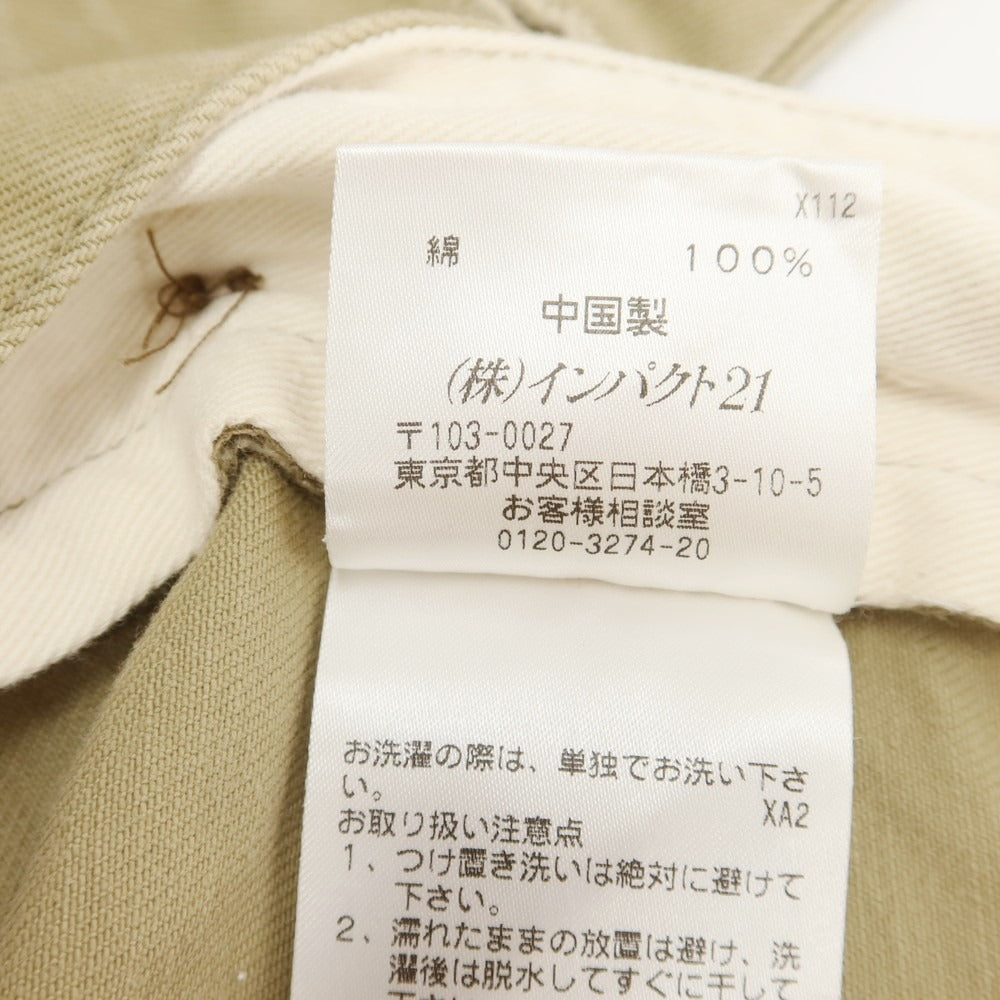 X112
綿 100%
中国製
(株)インパクト21
〒103-0027
東京都中央区日本橋3-10-5
お客様相談室
0120-3274-20
お洗濯の際は、単独でお洗い下さ
い。
XA2
お取り扱い注意点
1、つけ置き洗いは絶対に避けて
下さい。
2、濡れたままの放置は避け、洗
濯後は脱水してすぐに干して